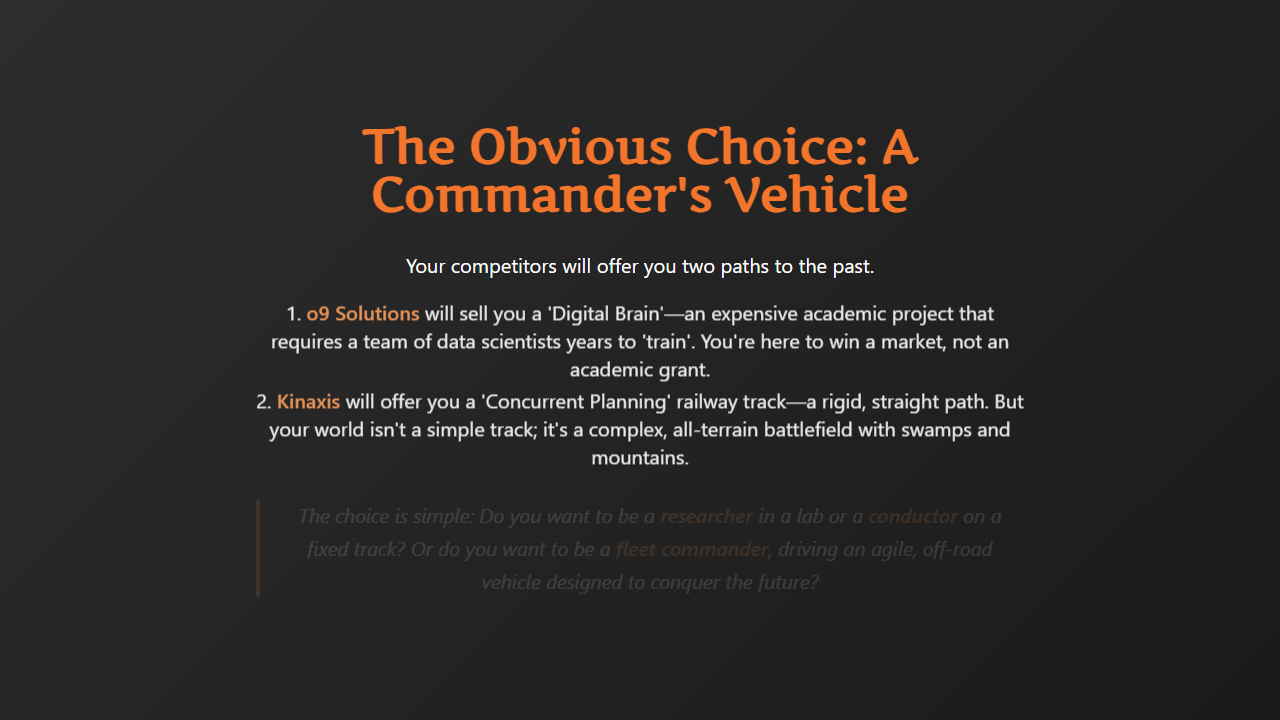 The Obvious Choice: A
Commander's Vehicle
Your competitors will offer you two paths to the past.
1. o9 Solutions will sell you a 'Digital Brain'—an expensive academic project that
requires a team of data scientists years to 'train'. You're here to win a market, not an
academic grant.
2. Kinaxis will offer you a 'Concurrent Planning' railway track—a rigid, straight path. But
your world isn't a simple track; it's a complex, all-terrain battlefield with swamps and
mountains.
The choice is simple: Do you want to be a researcher in a lab or a conductor on a
fixed track? Or do you want to be a fleet commander, driving an agile, off-road
vehicle designed to conquer the future?